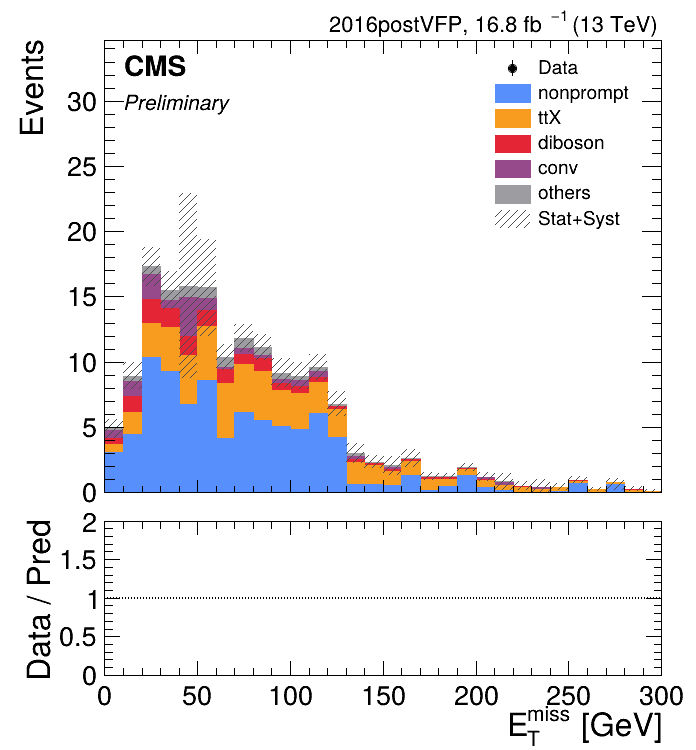 2016postVFP, 16.8 fb⁻¹ (13 TeV)
CMS
Preliminary
Data
nonprompt
ttX
diboson
conv
others
Stat+Syst
Events
30
25
20
15
10
5
0
Data / Pred
2
1.5
1
0.5
0
0 50 100 150 200 250 300
E_T^miss [GeV]